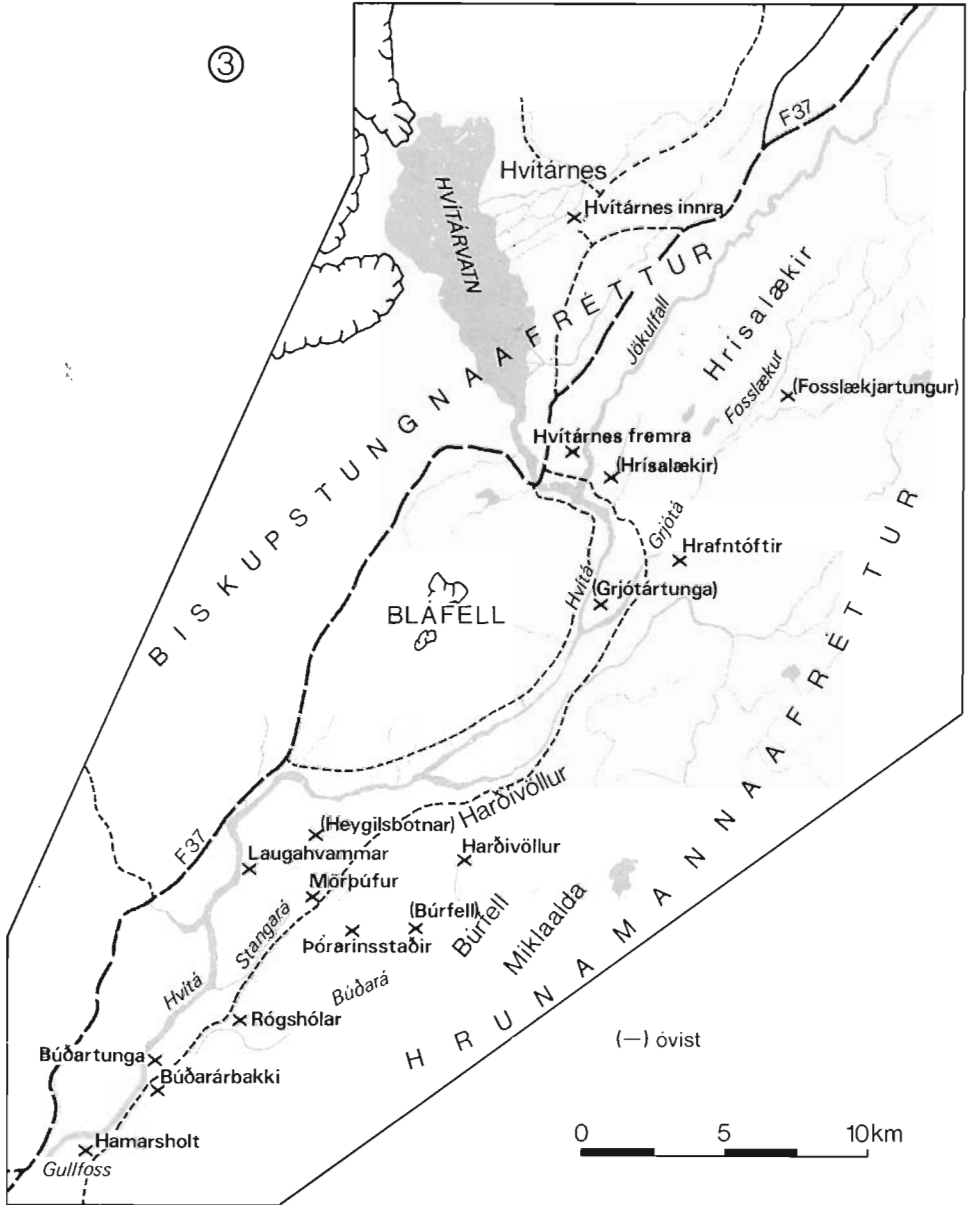 ③
F37
Hvítárnes
Hvítárnes innra
HVÍTÁRVATN
BISKUPSTUNGNAAFRÉTTUR
Jökulfall
Hrísalækir
Fosslækur
(Fosslækjartungur)
Hvítárnes fremra
(Hrísalækir)
Grjótá
Hrafntóftir
Hvítá
(Grjótártunga)
BLÁFELL
HRUNAMANNAAFRÉTTUR
Harðivöllur
(Heygilsbotnar)
F37
Laugahvammar
Harðivöllur
Mörþúfur
Stangará
(Búrfell)
Búrfell
Miklaalda
Þórarinsstaðir
Búðará
Hvítá
Rógshólar
(—) óvist
Búðartunga
Búðarárbakki
Hamarsholt
Gullfoss
0 5 10km